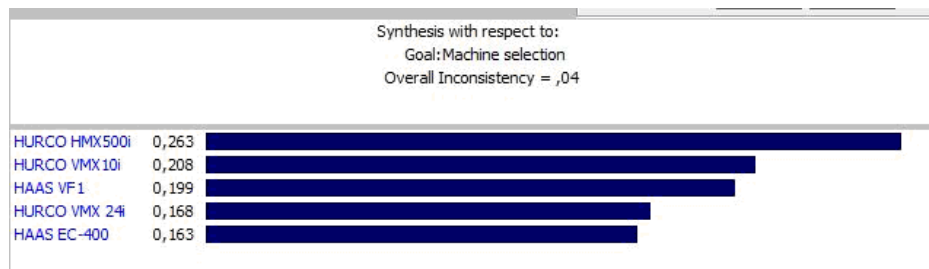 Synthesis with respect to:
Goal:Machine selection
Overall Inconsistency = ,04
HURCO HMX500i 0,263
HURCO VMX10i 0,208
HAAS VF1 0,199
HURCO VMX 24i 0,168
HAAS EC-400 0,163